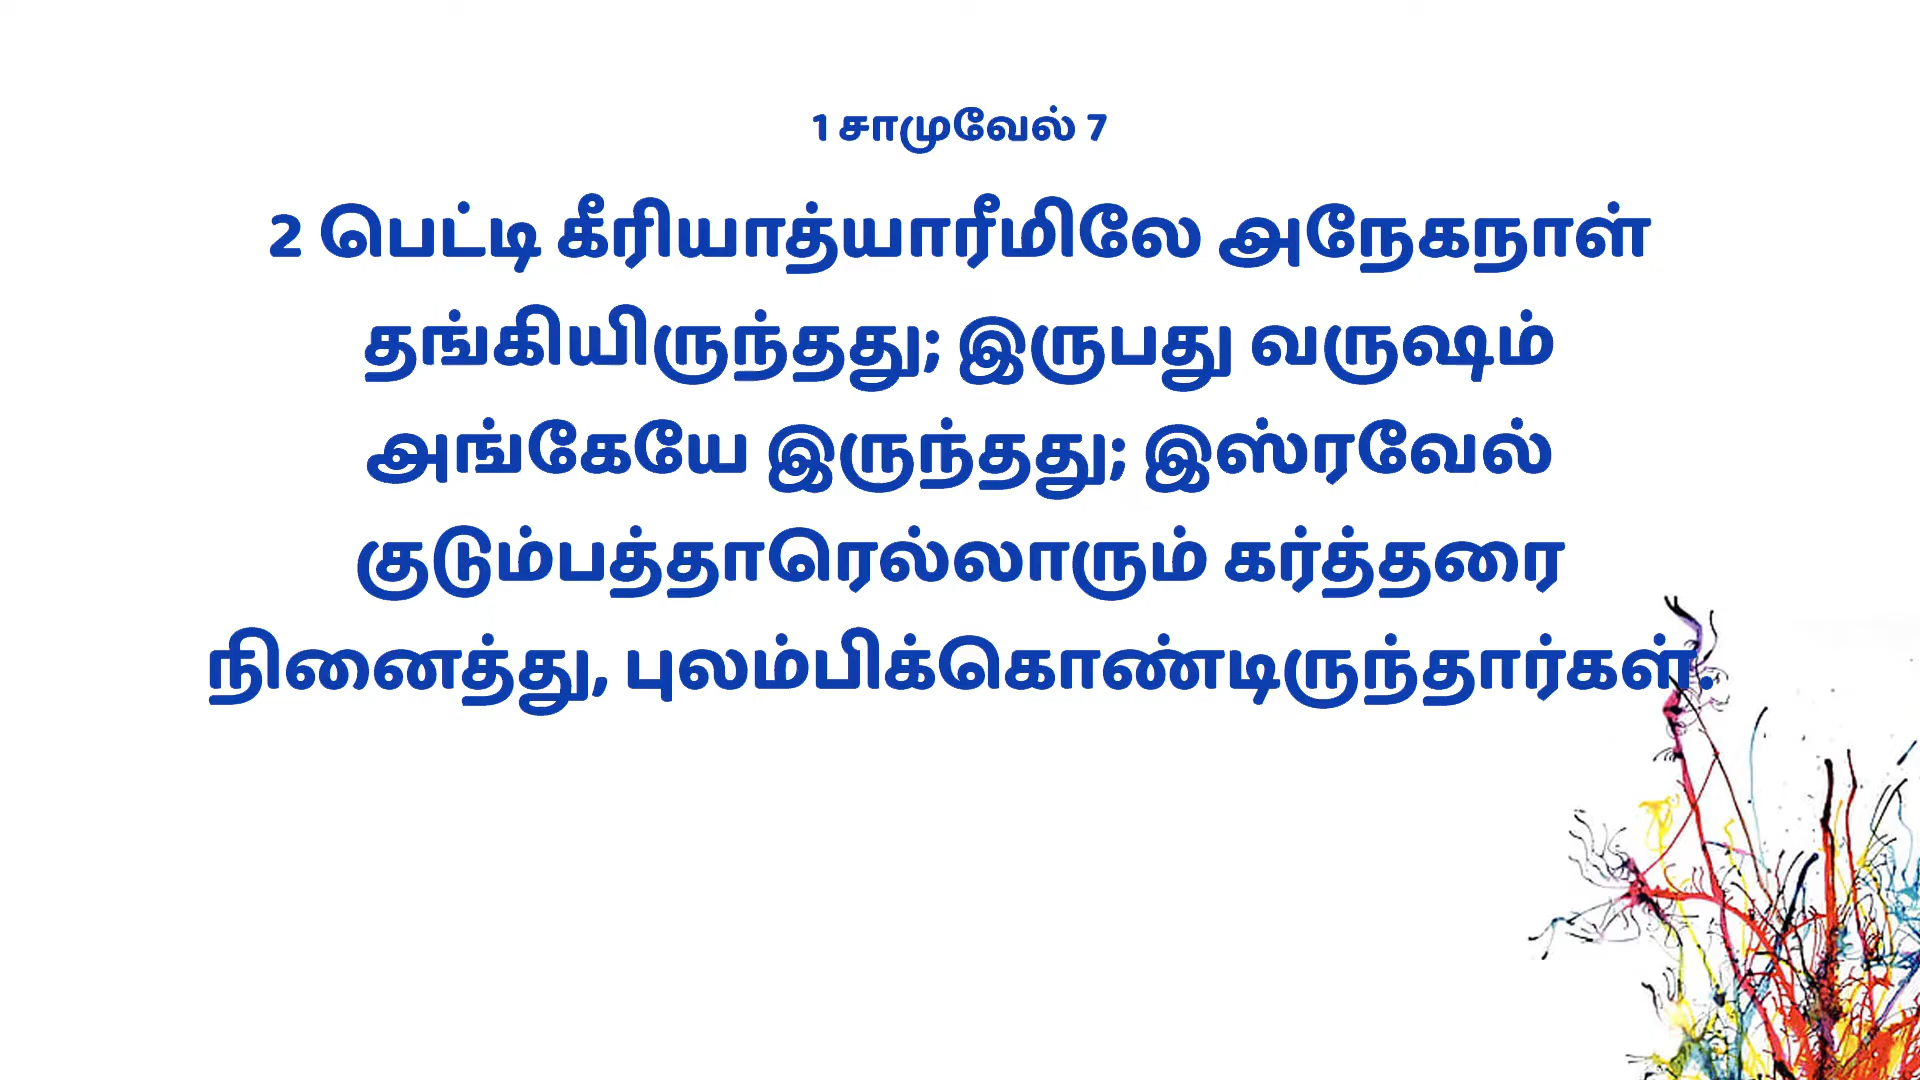 1 சாமுவேல் 7
2 பெட்டி கீரியாத்யாரீமிலே அநேகநாள்
தங்கியிருந்தது; இருபது வருஷம்
அங்கேயே இருந்தது; இஸ்ரவேல்
குடும்பத்தாரெல்லாரும் கர்த்தரை
நினைத்து, புலம்பிக்கொண்டிருந்தார்கள்.